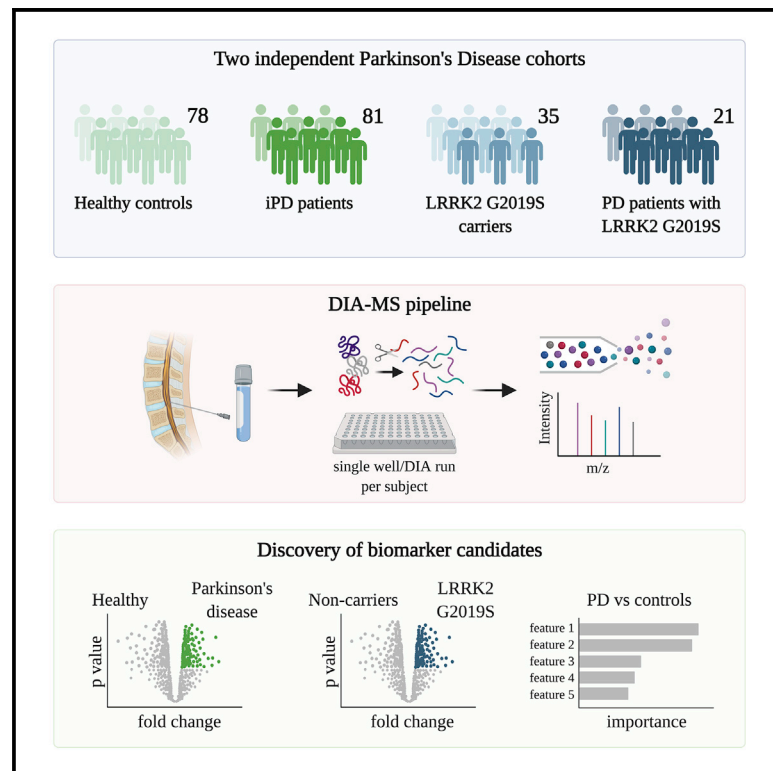 Two independent Parkinson's Disease cohorts
78
81
35
21
Healthy controls
iPD patients
LRRK2 G2019S
carriers
PD patients with
LRRK2 G2019S
DIA-MS pipeline
single well/DIA run
per subject
Intensity
m/z
Discovery of biomarker candidates
Healthy
Parkinson's
disease
p value
fold change
Non-carriers
LRRK2
G2019S
p value
fold change
PD vs controls
feature 1
feature 2
feature 3
feature 4
feature 5
importance